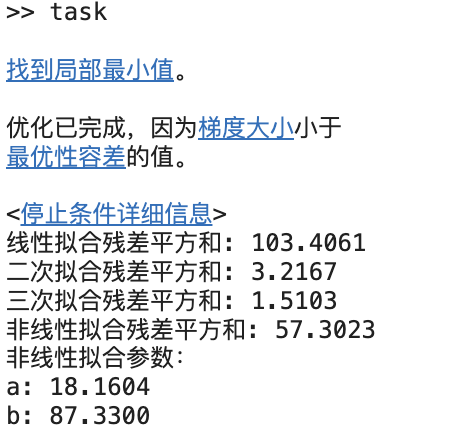 >> task
找到局部最小值。
优化已完成，因为梯度大小小于
最优性容差的值。
<停止条件详细信息>
线性拟合残差平方和: 103.4061
二次拟合残差平方和: 3.2167
三次拟合残差平方和: 1.5103
非线性拟合残差平方和: 57.3023
非线性拟合参数:
a: 18.1604
b: 87.3300